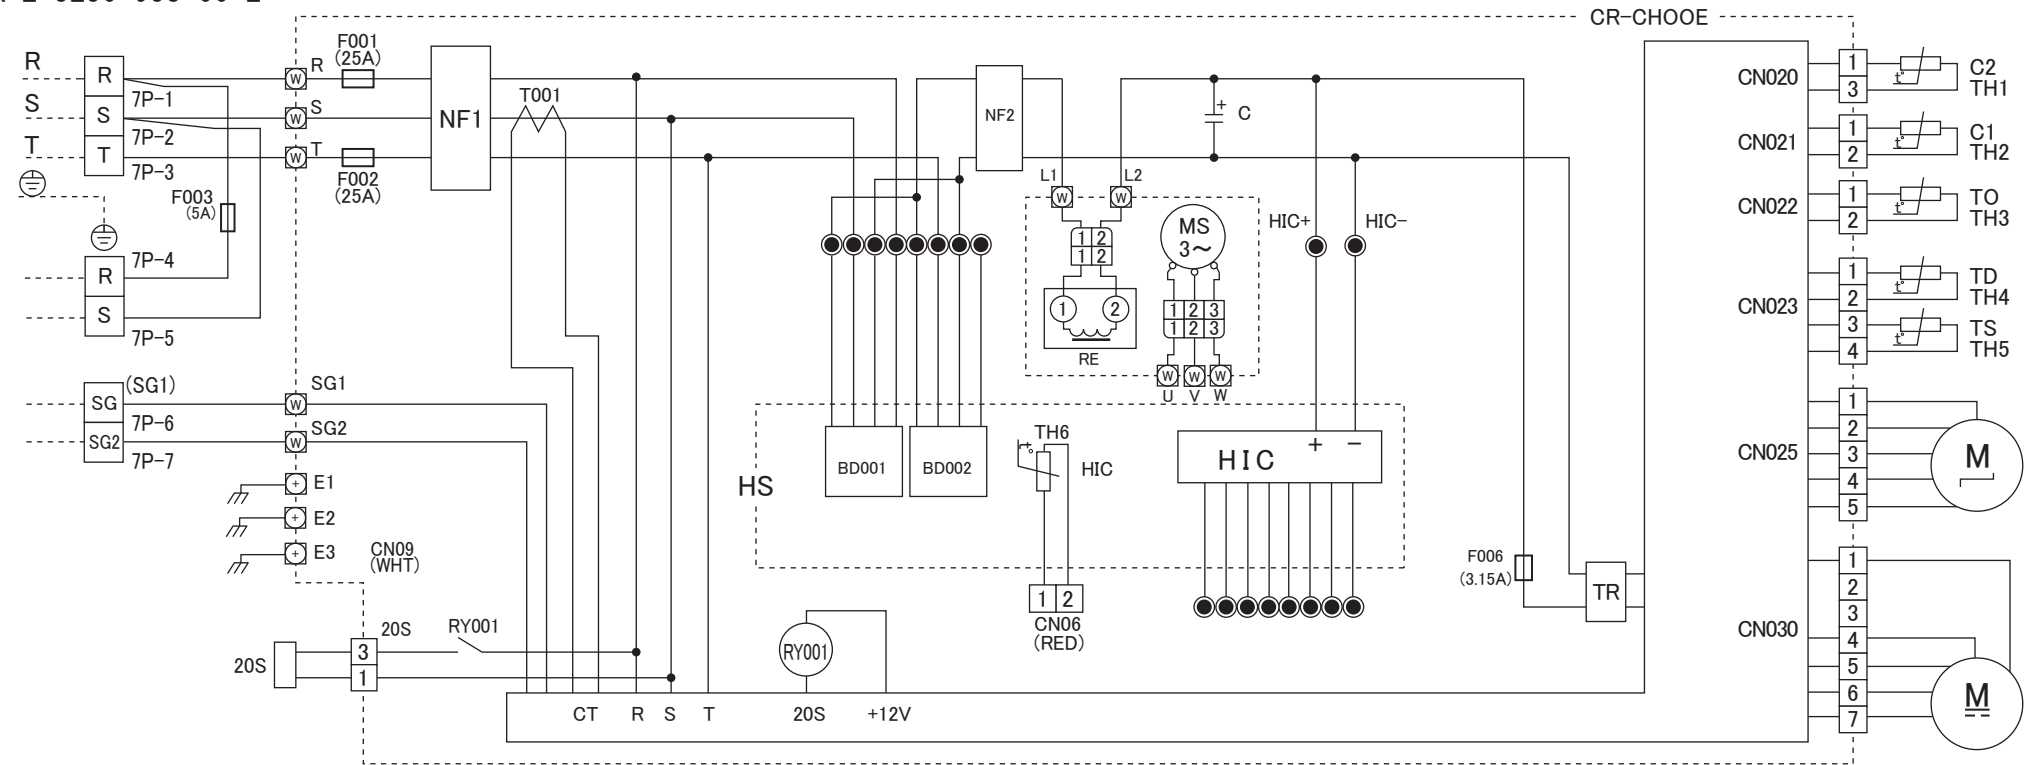 CR-CHOOE
R
S
T
R
S
T
7P-1
7P-2
7P-3
F003
(5A)
7P-4
R
S
7P-5
(SG1)
SG
7P-6
SG2
7P-7
W R
W S
W T
F001
(25A)
F002
(25A)
NF1
T001
W SG1
W SG2
+ E1
+ E2
+ E3
CN09
(WHT)
20S
20S
3
1
RY001
CT R S T 20S +12V
RY001
NF2
+
C
L1 L2
W W
1 2
1 2
1 2
RE
MS
3～
1 2 3
1 2 3
W W W
U V W
HIC+ HIC-
HS
BD001 BD002
TH6
t°
HIC
1 2
CN06
(RED)
+ −
HIC
F006
(3.15A)
TR
CN020
1
3
t°
C2
TH1
CN021
1
2
t°
C1
TH2
CN022
1
2
t°
TO
TH3
CN023
1
2
3
4
t°
TD
TH4
t°
TS
TH5
CN025
1
2
3
4
5
M
CN030
1
2
3
4
5
6
7
M